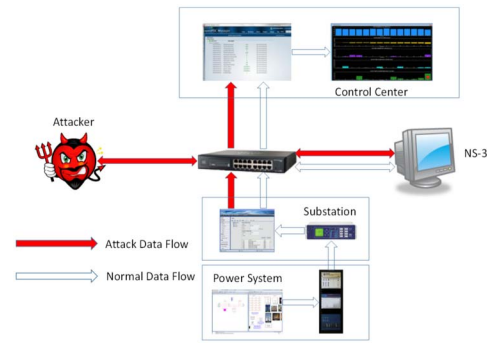 Control Center
Attacker
NS-3
Substation
Attack Data Flow
Normal Data Flow
Power System